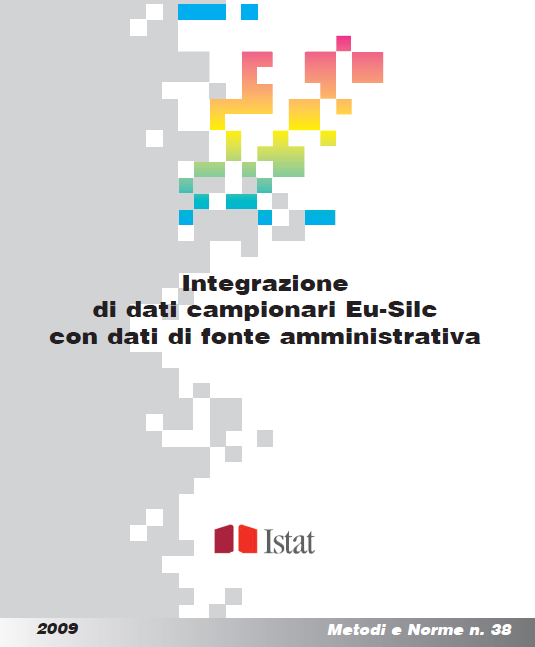 Integrazione
di dati campionari Eu-Silc
con dati di fonte amministrativa
Istat
2009
Metodi e Norme n. 38